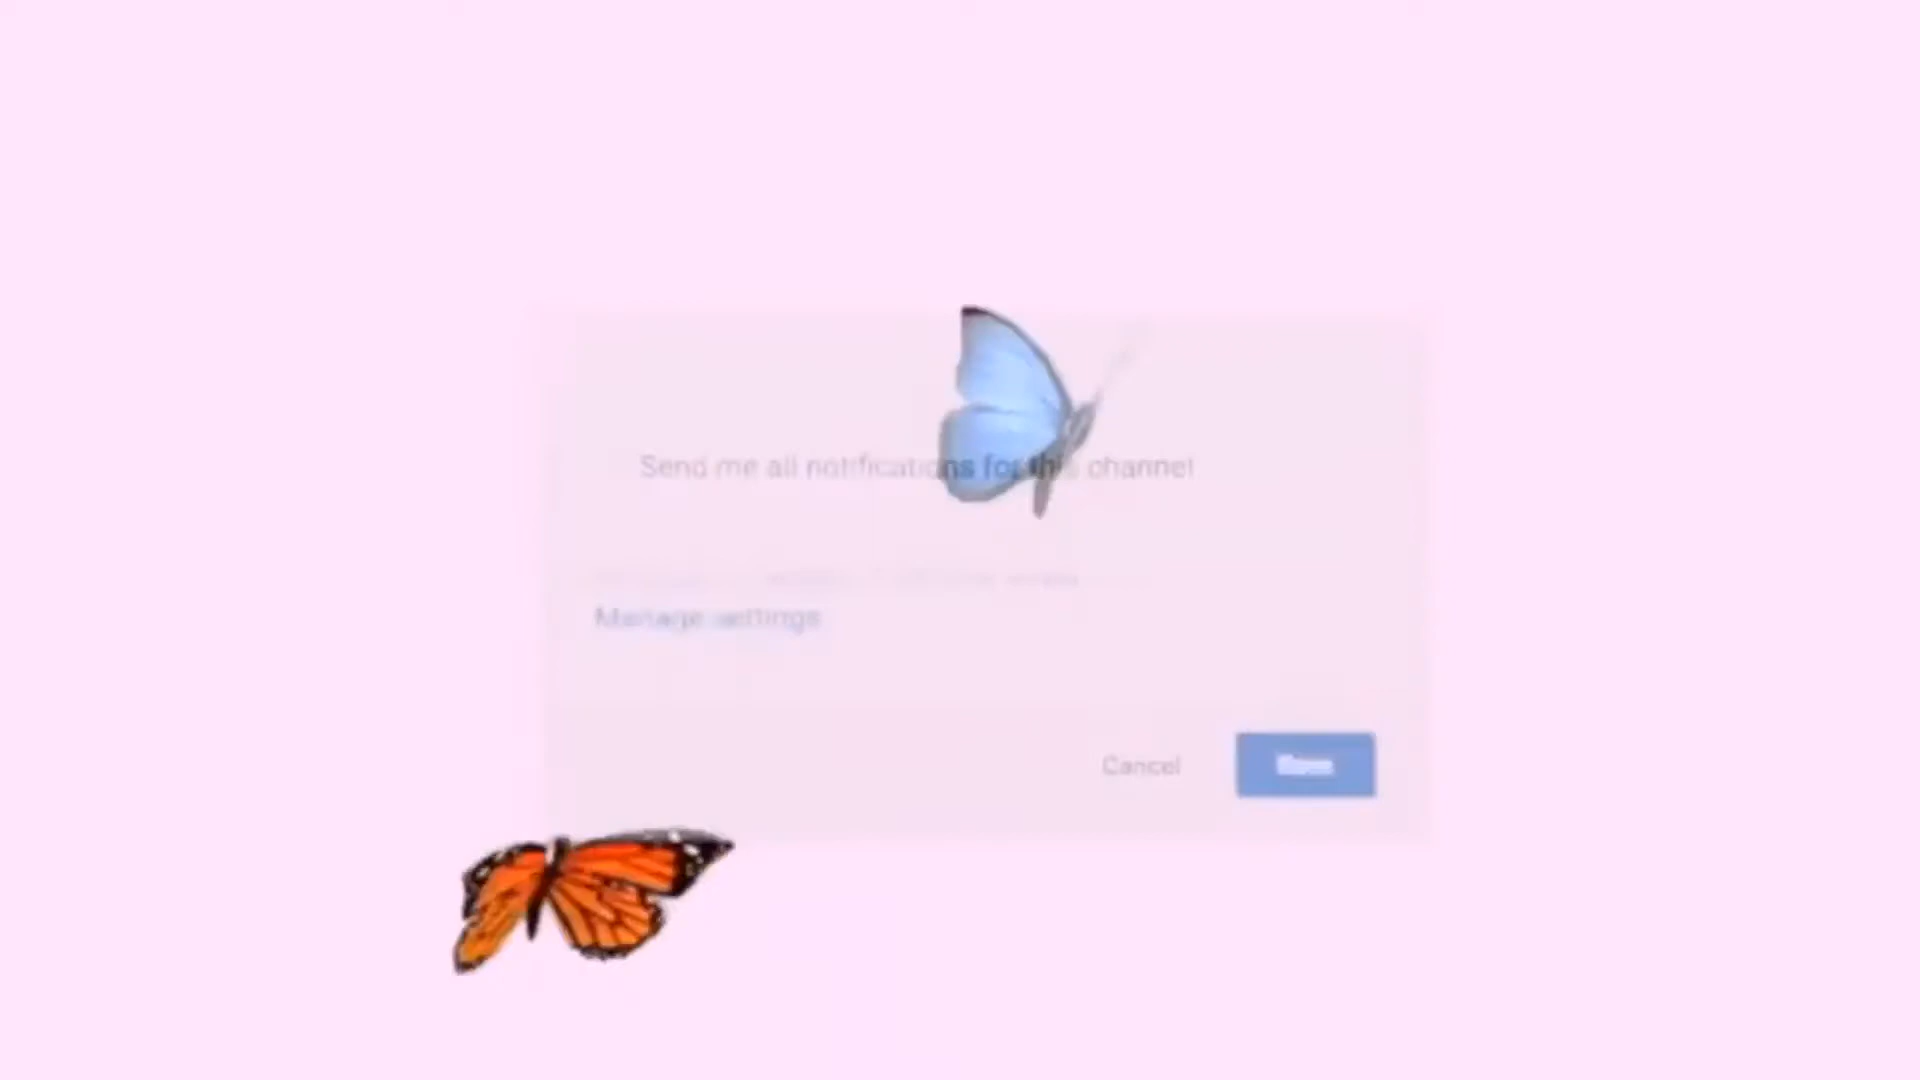 Send me all notifications for this channel
Manage settings
Cancel